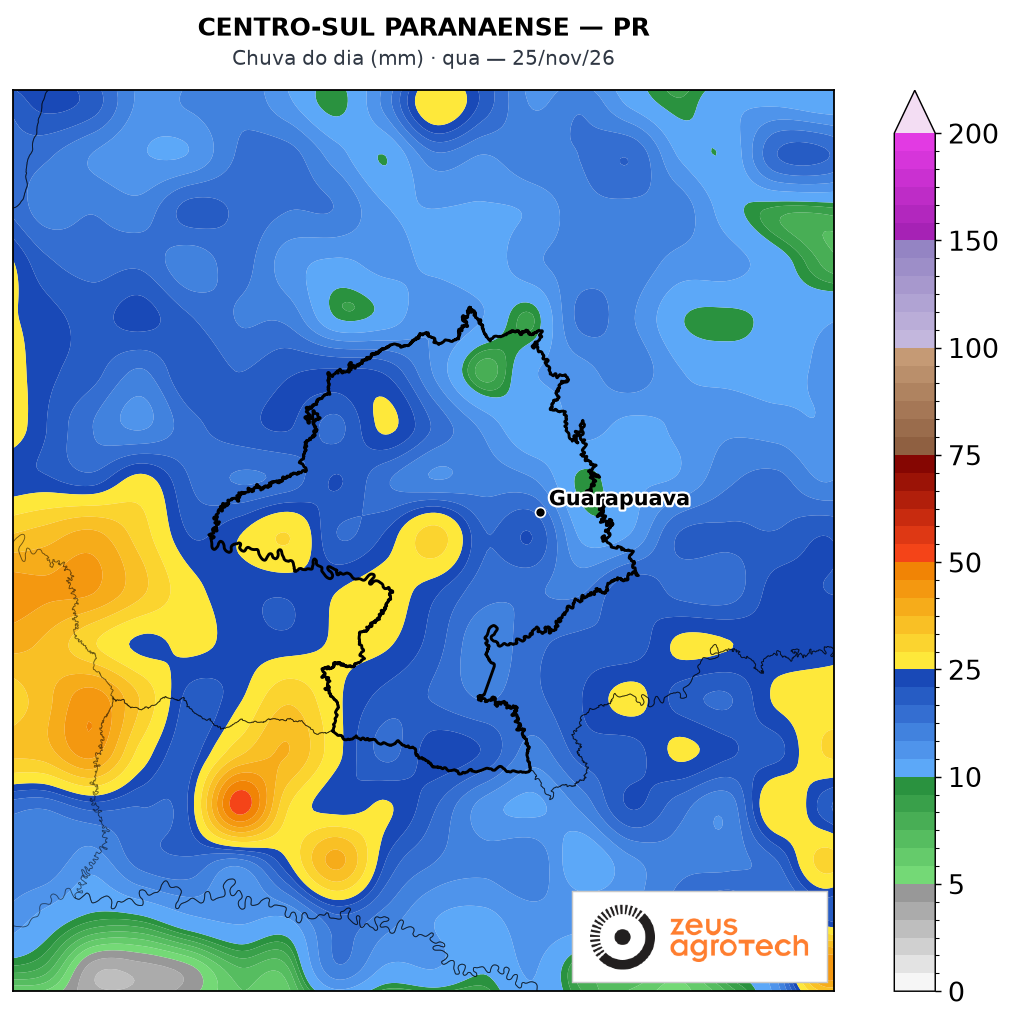 CENTRO-SUL PARANAENSE — PR
Chuva do dia (mm) · qua — 25/nov/26
200
150
100
75
50
25
10
5
0
Guarapuava
zeus
agroTech